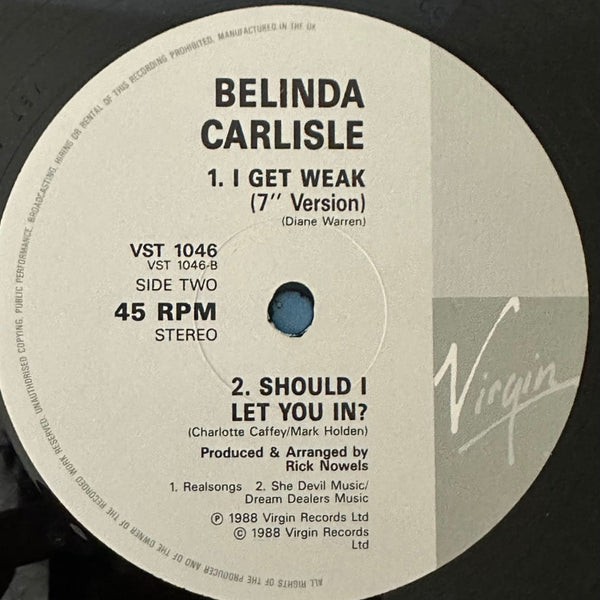 ALL RIGHTS OF THE PRODUCER AND OF THE OWNER OF THE RECORDED WORK RESERVED. UNAUTHORISED COPYING, PUBLIC PERFORMANCE, BROADCASTING, HIRING OR RENTAL OF THIS RECORDING PROHIBITED. MANUFACTURED IN THE UK
BELINDA
CARLISLE
1. I GET WEAK
(7'' Version)
(Diane Warren)
VST 1046
VST 1046-B
SIDE TWO
45 RPM
STEREO
Virgin
2. SHOULD I
LET YOU IN?
(Charlotte Caffey/Mark Holden)
Produced & Arranged by
Rick Nowels
1. Realsongs 2. She Devil Music/
Dream Dealers Music
℗ 1988 Virgin Records Ltd
© 1988 Virgin Records
Ltd